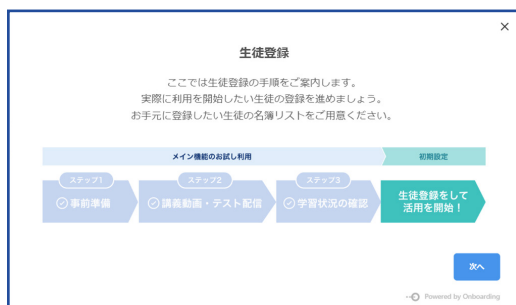 ×
生徒登録
ここでは生徒登録の手順をご案内します。
実際に利用を開始したい生徒の登録を進めましょう。
お手元に登録したい生徒の名簿リストをご用意ください。
メイン機能のお試し利用
初期設定
ステップ1
事前準備
ステップ2
講義動画・テスト配信
ステップ3
学習状況の確認
生徒登録をして
活用を開始！
次へ
Powered by Onboarding